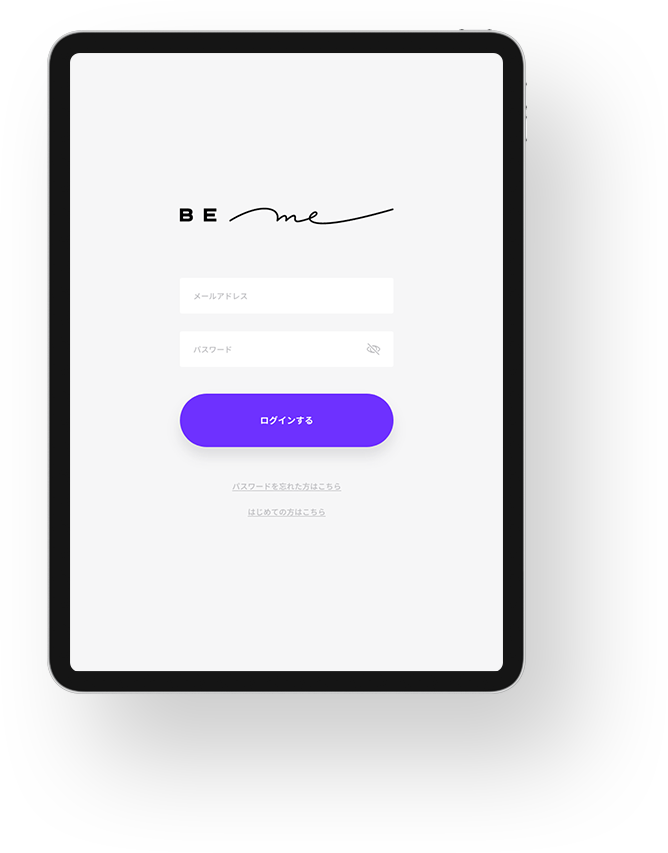 BE me
メールアドレス
パスワード
ログインする
パスワードを忘れた方はこちら
はじめての方はこちら